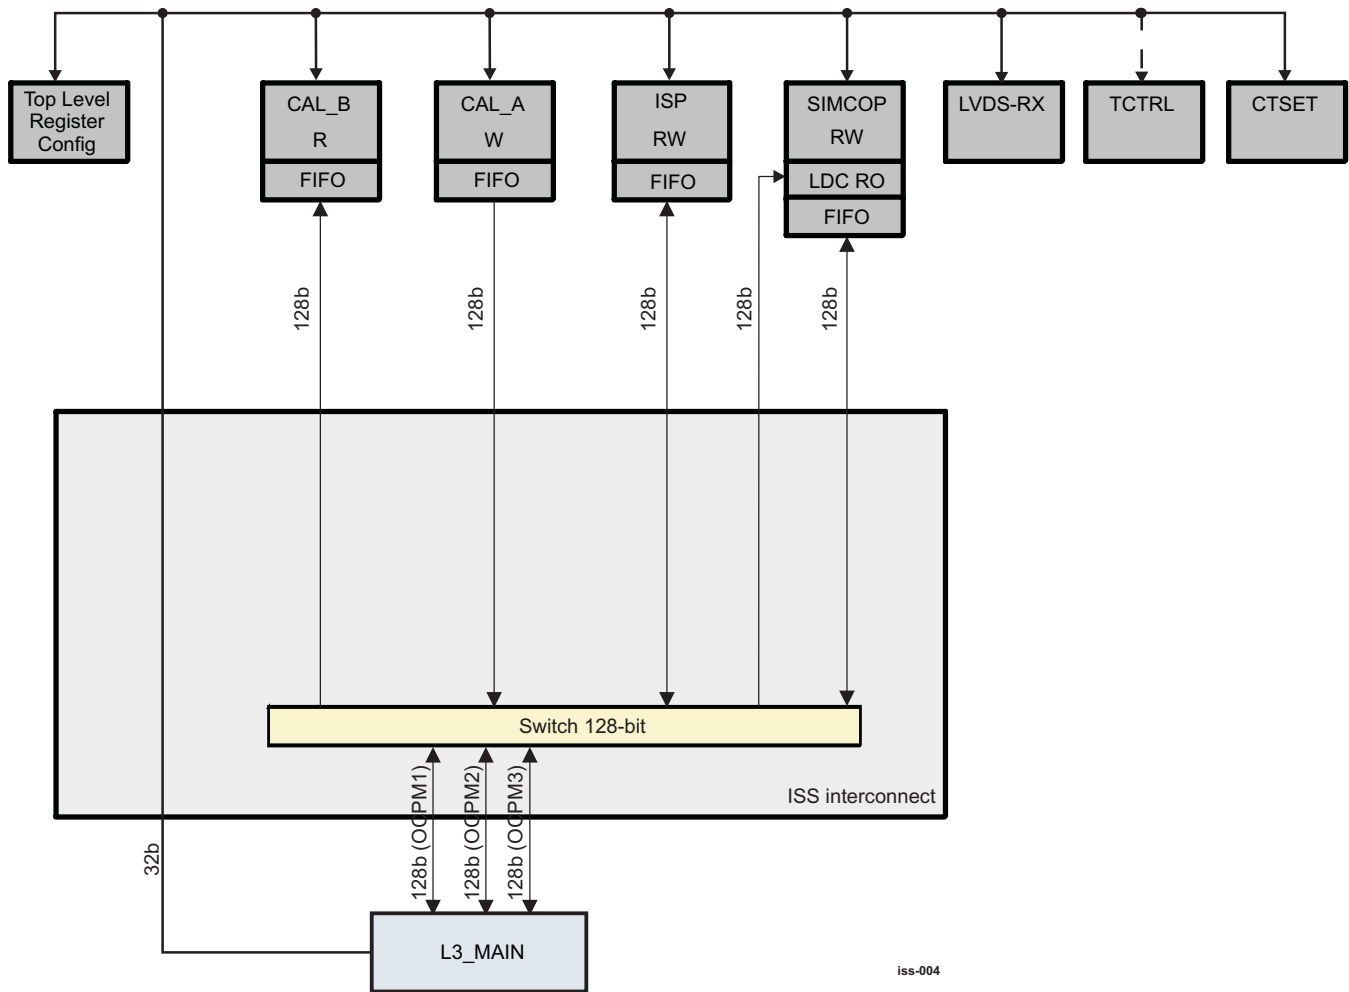 Top Level
Register
Config
CAL_B
R
FIFO
CAL_A
W
FIFO
ISP
RW
FIFO
SIMCOP
RW
LDC RO
FIFO
LVDS-RX
TCTRL
CTSET
128b
128b
128b
128b
128b
Switch 128-bit
ISS interconnect
32b
128b (OCPM1)
128b (OCPM2)
128b (OCPM3)
L3_MAIN
iss-004